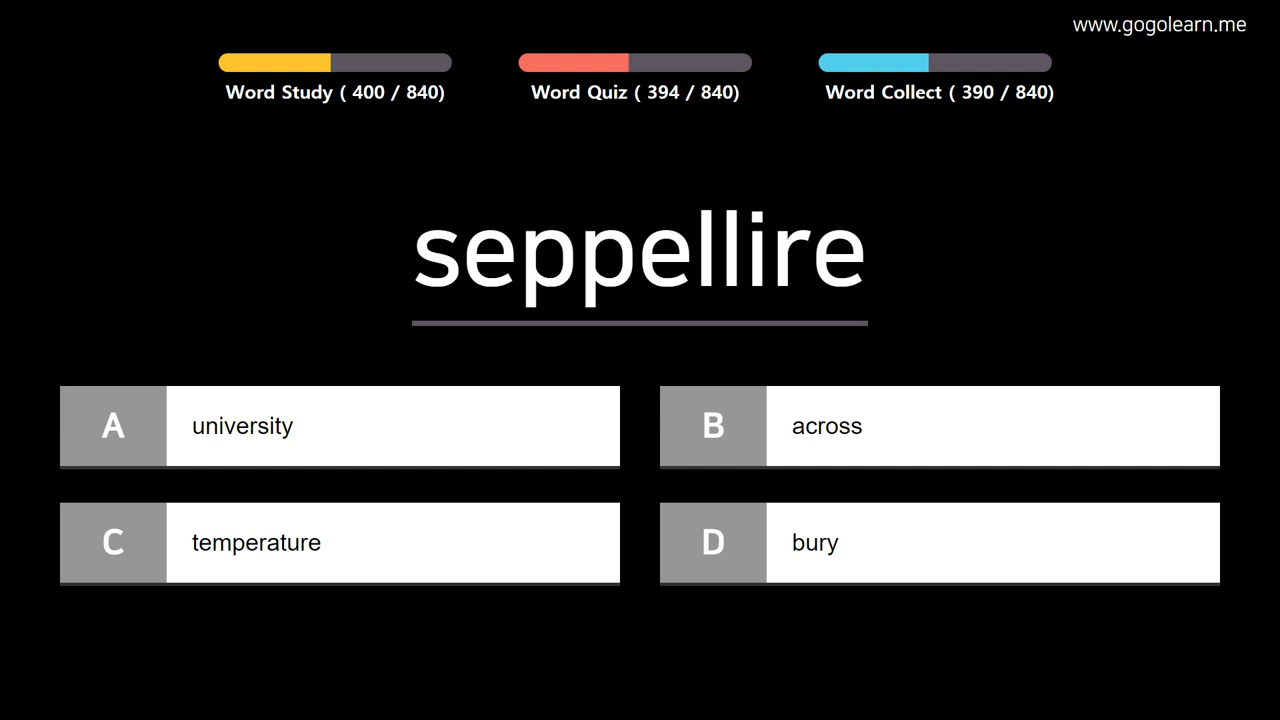 www.gogolearn.me
Word Study ( 400 / 840)
Word Quiz ( 394 / 840)
Word Collect ( 390 / 840)
seppellire
A university
B across
C temperature
D bury